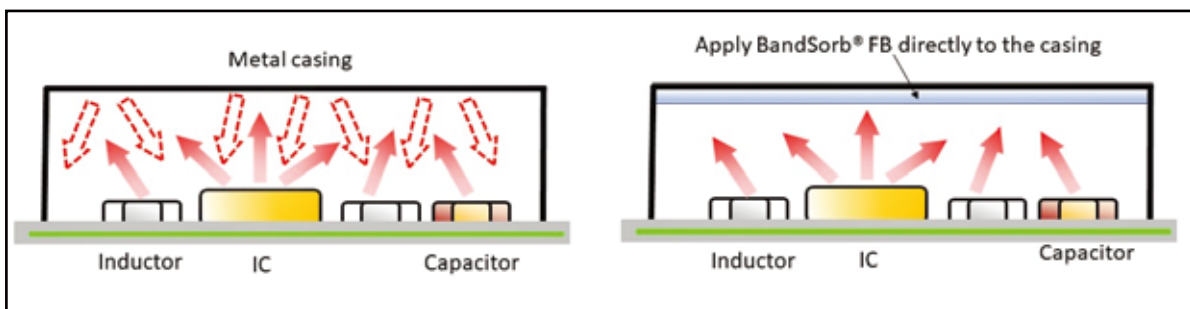 Metal casing
Inductor
IC
Capacitor
Apply BandSorb® FB directly to the casing
Inductor
IC
Capacitor